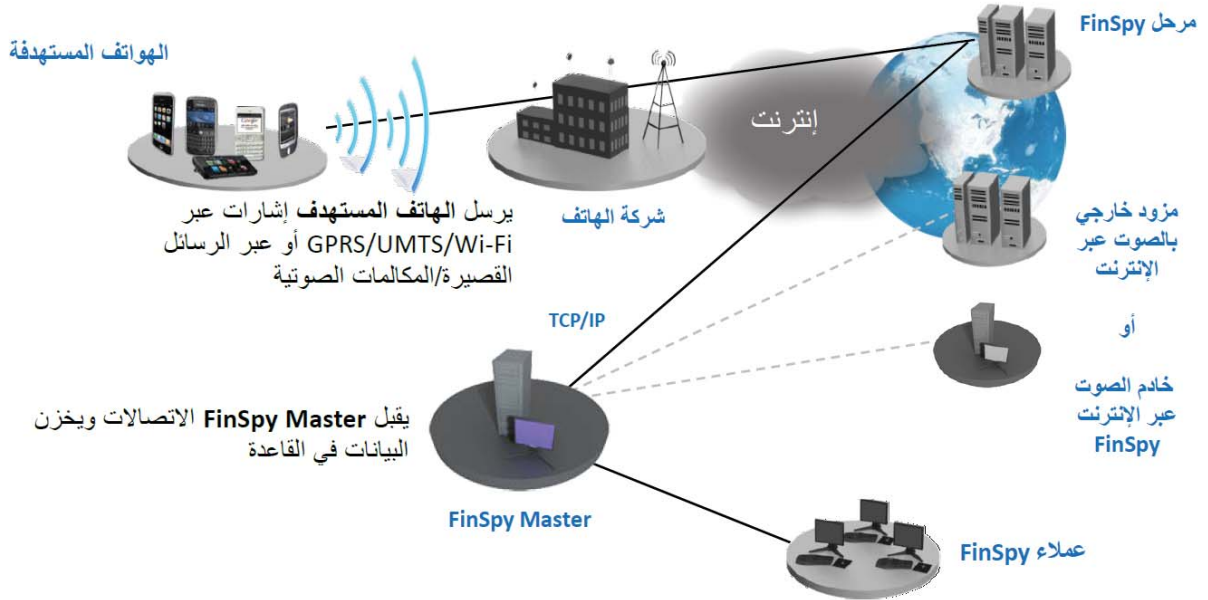 الهواتف المستهدفة
مرحل FinSpy
إنترنت
شركة الهاتف
يرسل الهاتف المستهدف إشارات عبر
GPRS/UMTS/Wi-Fi أو عبر الرسائل
القصيرة/المكالمات الصوتية
مزود خارجي
بالصوت عبر
الإنترنت
أو
خادم الصوت
عبر الإنترنت
FinSpy
TCP/IP
يقبل FinSpy Master الاتصالات ويخزن
البيانات في القاعدة
FinSpy Master
عملاء FinSpy